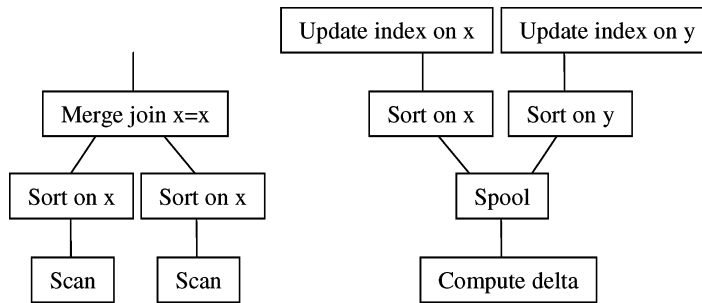 Update index on x
Update index on y
Merge join x=x
Sort on x
Sort on y
Sort on x
Sort on x
Spool
Scan
Scan
Compute delta